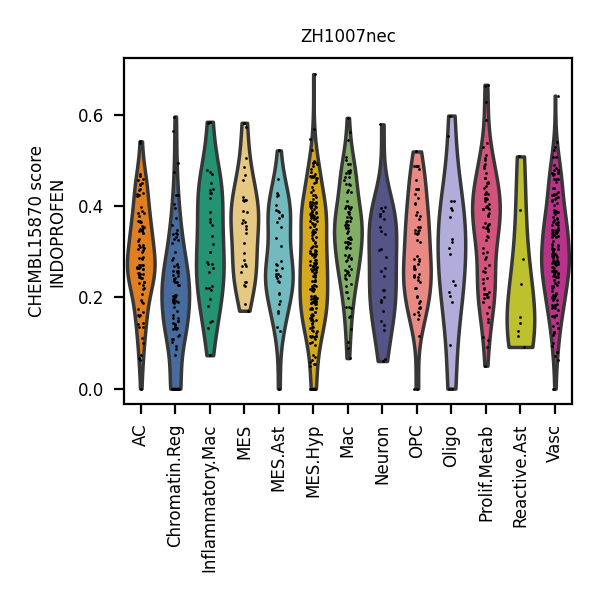 ZH1007nec
CHEMBL15870 score
INDOPROFEN
0.6
0.4
0.2
0.0
AC
Chromatin.Reg
Inflammatory.Mac
MES
MES.Ast
MES.Hyp
Mac
Neuron
OPC
Oligo
Prolif.Metab
Reactive.Ast
Vasc